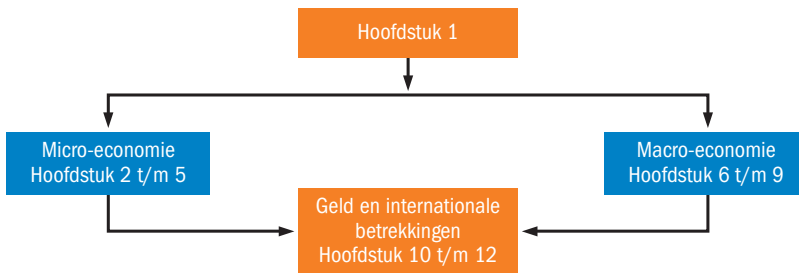 Hoofdstuk 1
Micro-economie
Hoofdstuk 2 t/m 5
Macro-economie
Hoofdstuk 6 t/m 9
Geld en internationale
betrekkingen
Hoofdstuk 10 t/m 12